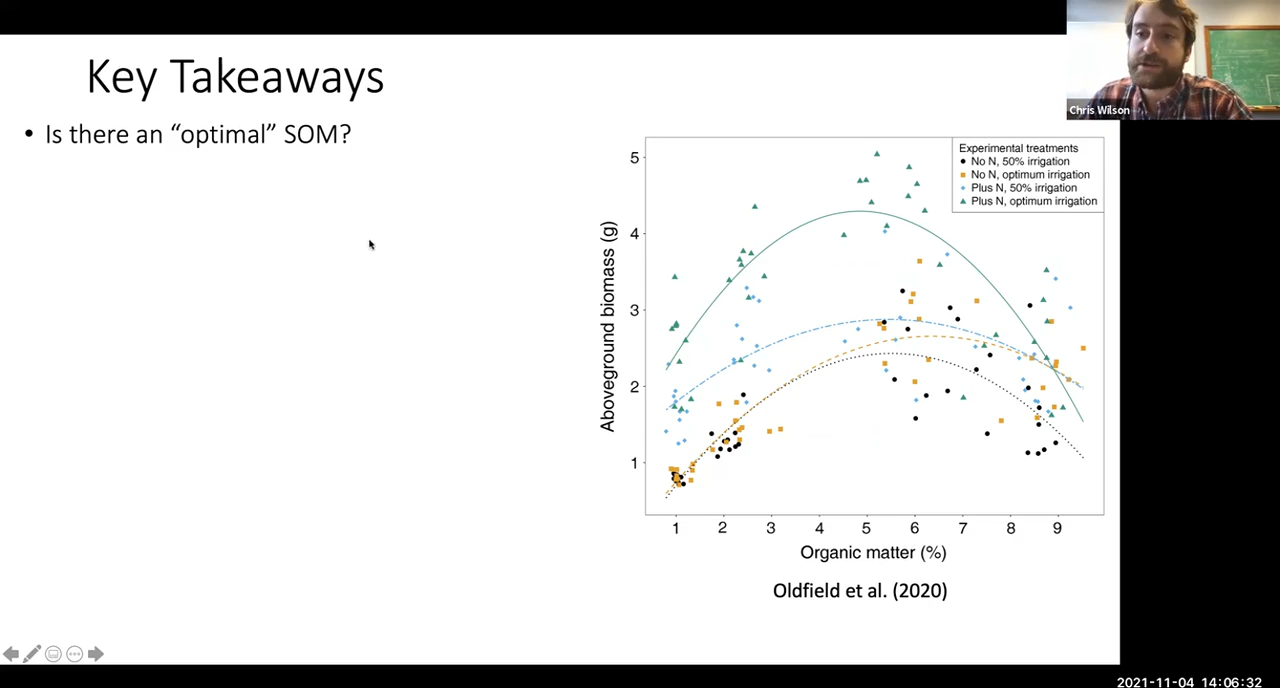 Key Takeaways
• Is there an “optimal” SOM?
Chris Wilson
Experimental treatments
No N, 50% irrigation
No N, optimum irrigation
Plus N, 50% irrigation
Plus N, optimum irrigation
Aboveground biomass (g)
5
4
3
2
1
1 2 3 4 5 6 7 8 9
Organic matter (%)
Oldfield et al. (2020)
2021-11-04 14:06:32